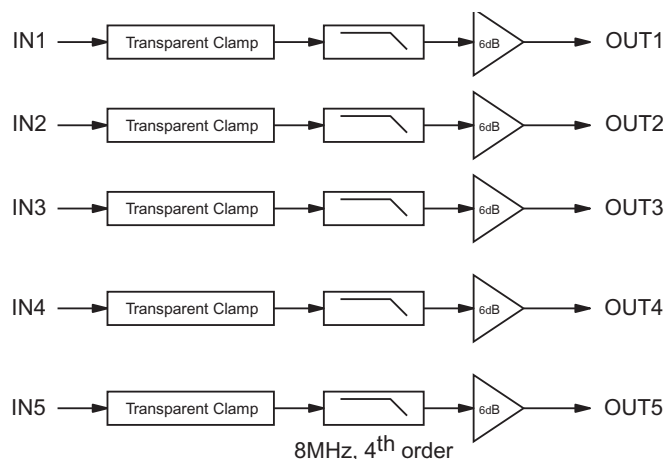 IN1 Transparent Clamp 6dB OUT1
IN2 Transparent Clamp 6dB OUT2
IN3 Transparent Clamp 6dB OUT3
IN4 Transparent Clamp 6dB OUT4
IN5 Transparent Clamp 6dB OUT5
8MHz, 4th order